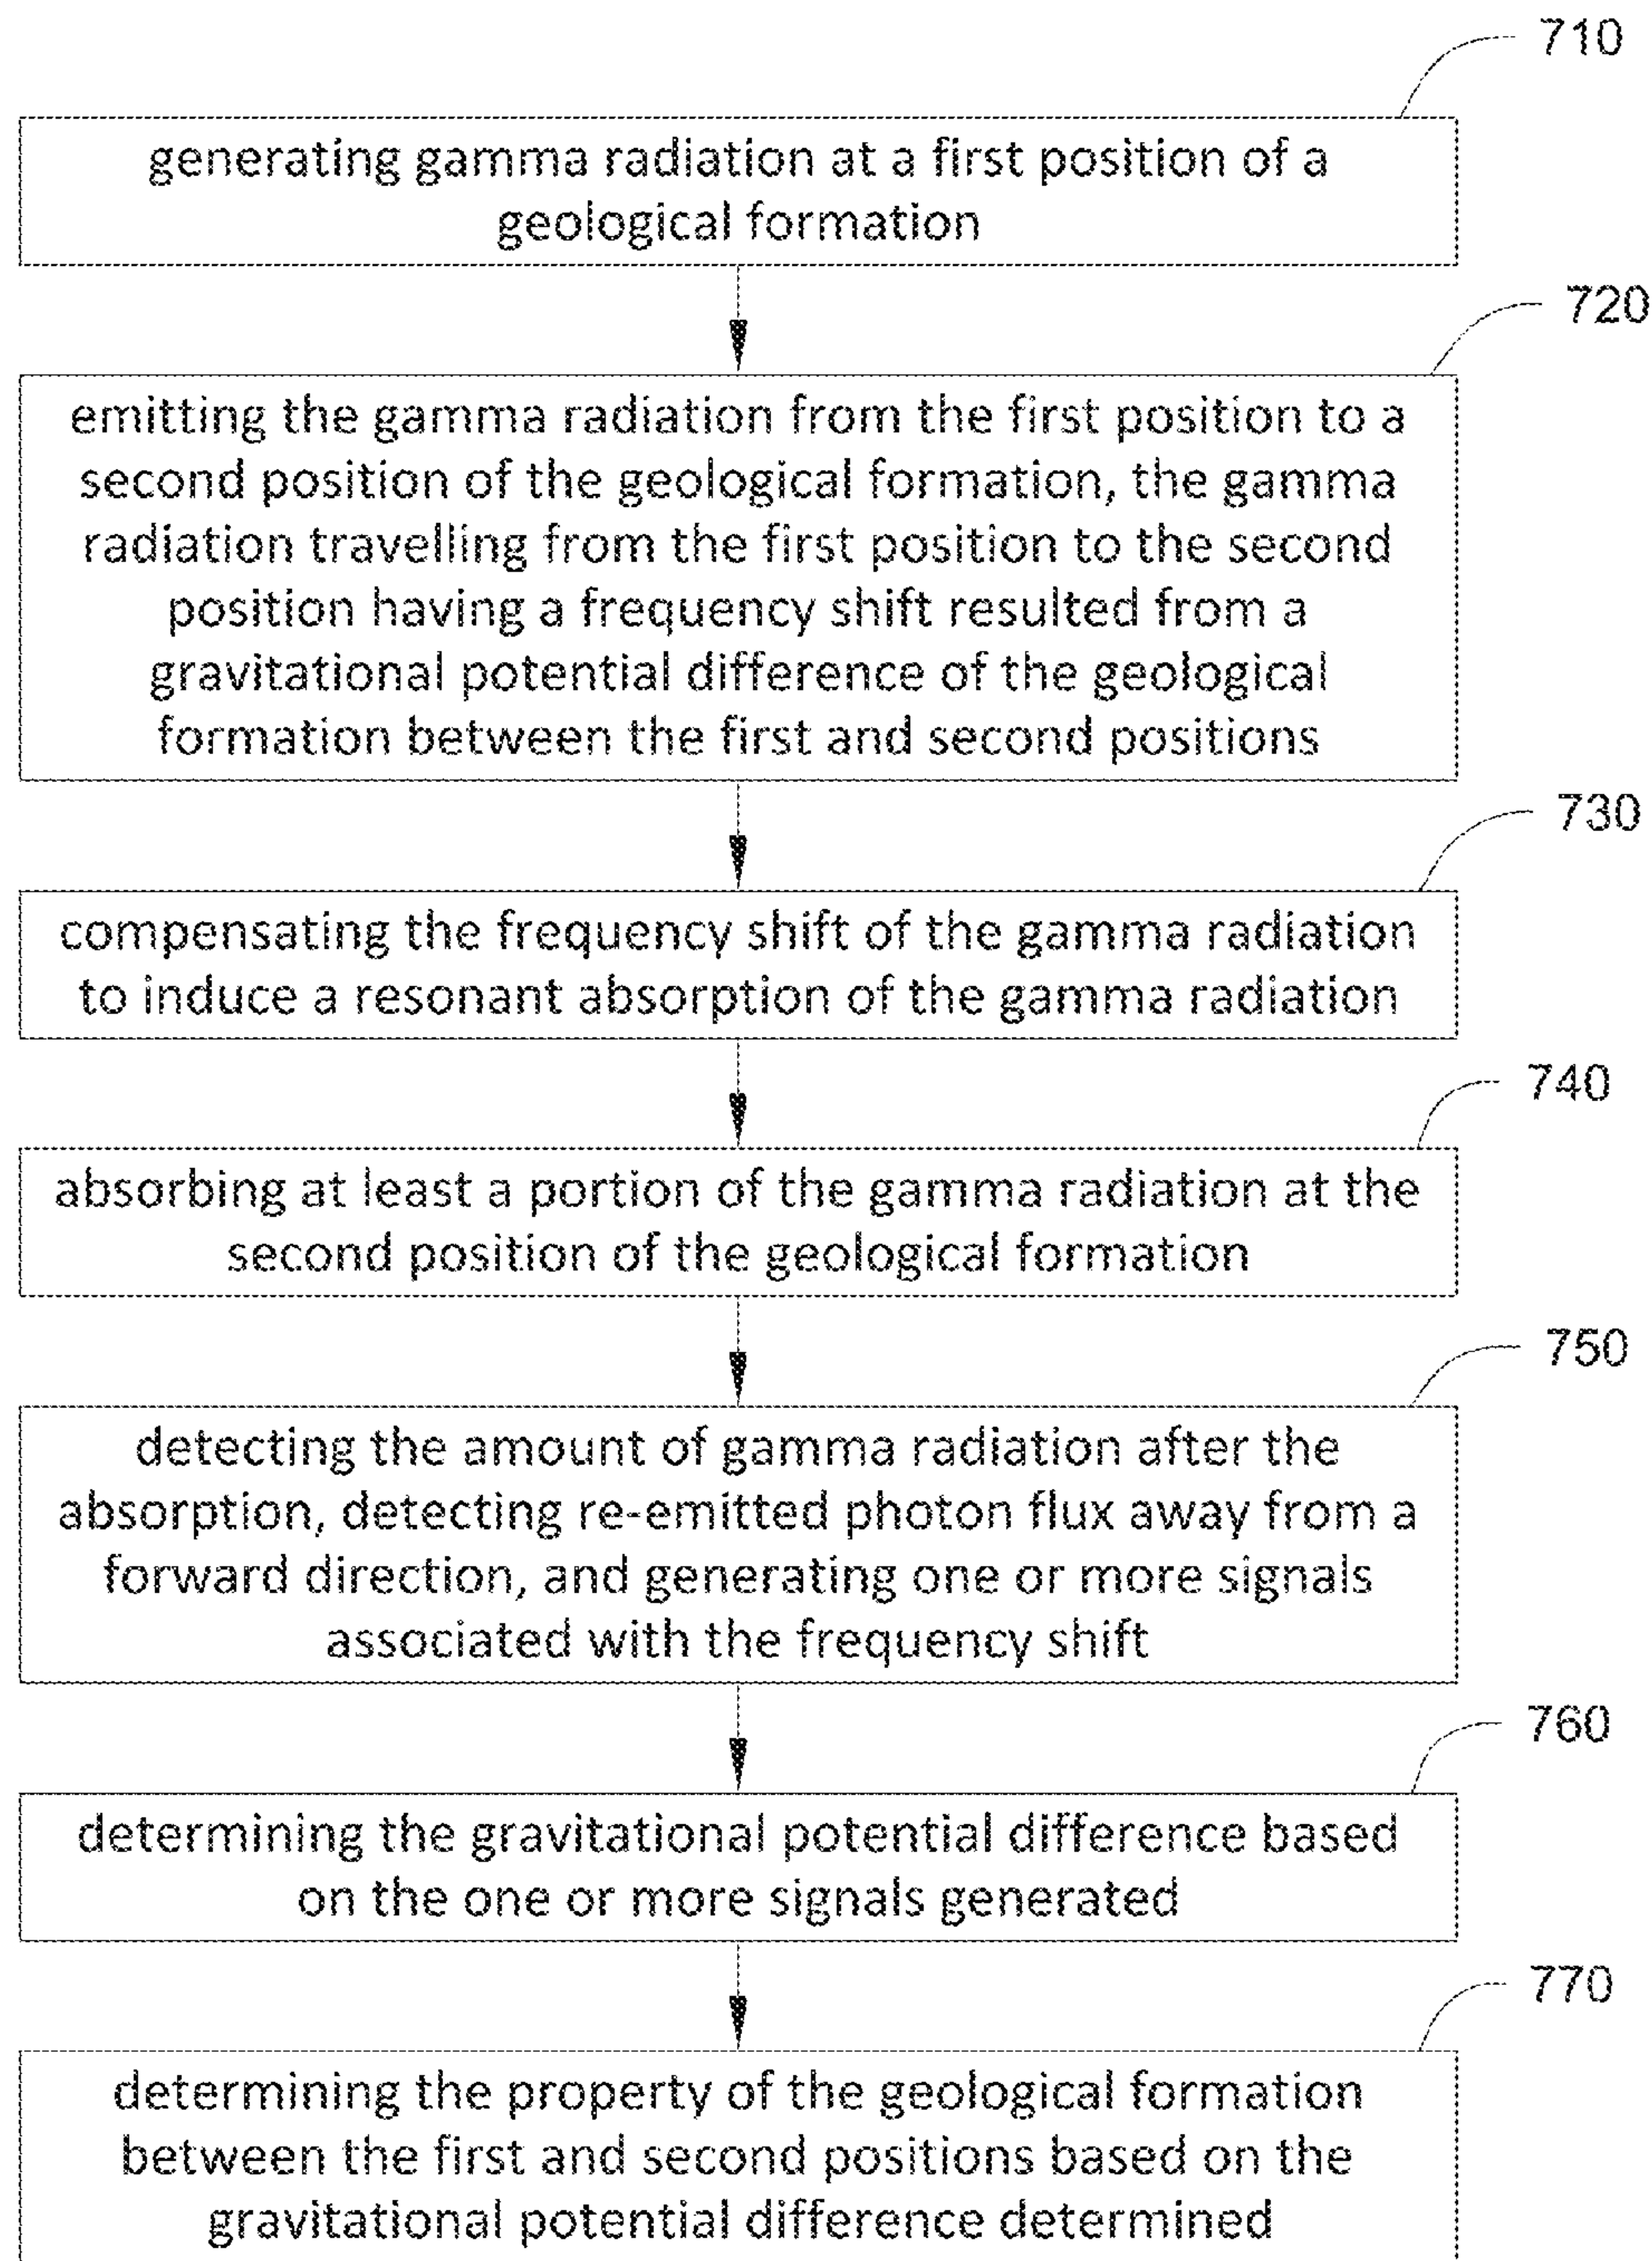 710
generating gamma radiation at a first position of a
geological formation
720
emitting the gamma radiation from the first position to a
second position of the geological formation, the gamma
radiation travelling from the first position to the second
position having a frequency shift resulted from a
gravitational potential difference of the geological
formation between the first and second positions
730
compensating the frequency shift of the gamma radiation
to induce a resonant absorption of the gamma radiation
740
absorbing at least a portion of the gamma radiation at the
second position of the geological formation
750
detecting the amount of gamma radiation after the
absorption, detecting re-emitted photon flux away from a
forward direction, and generating one or more signals
associated with the frequency shift
760
determining the gravitational potential difference based
on the one or more signals generated
770
determining the property of the geological formation
between the first and second positions based on the
gravitational potential difference determined